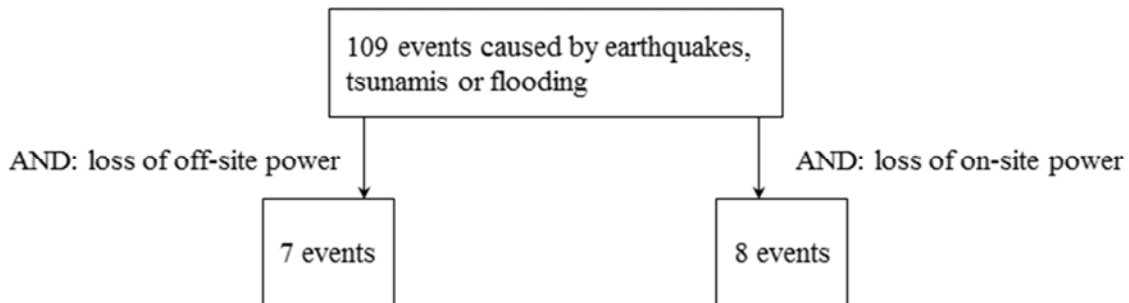 109 events caused by earthquakes,
tsunamis or flooding
AND: loss of off-site power
AND: loss of on-site power
7 events
8 events